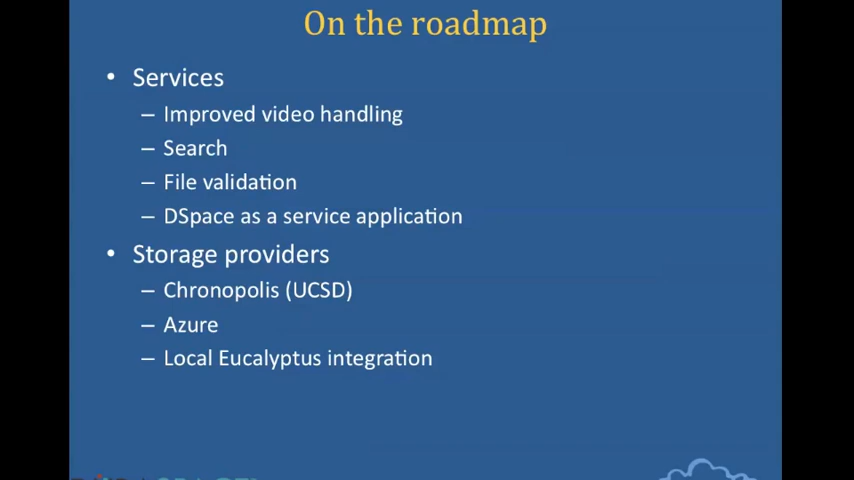 On the roadmap
• Services
– Improved video handling
– Search
– File validation
– DSpace as a service application
• Storage providers
– Chronopolis (UCSD)
– Azure
– Local Eucalyptus integration